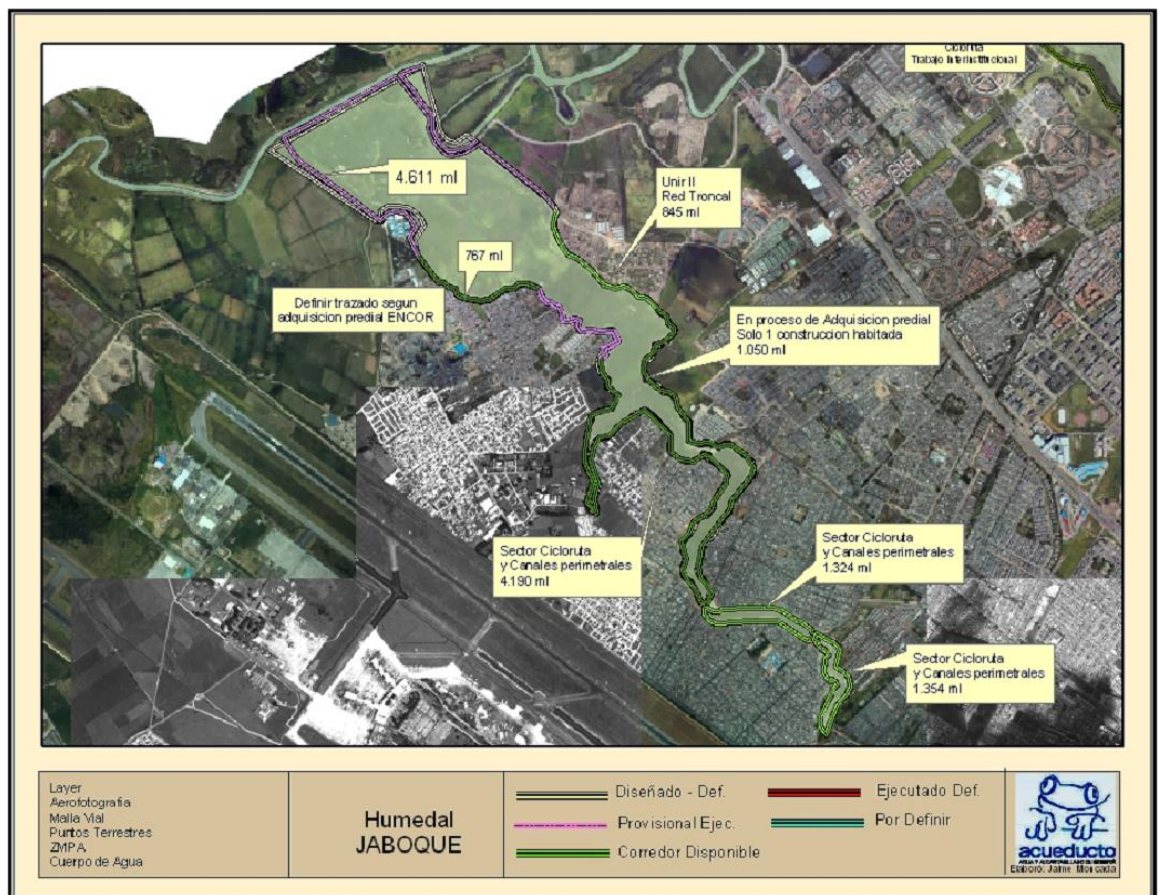 Cicloruta
Trabajo Interinstitucional
4.611 ml
Unir II
Red Troncal
845 ml
767 ml
Definir trazado segun
adquisicion predial ENCOR
En proceso de Adquisicion predial
Solo 1 construccion habitada
1.050 ml
Sector Cicloruta
y Canales perimetrales
4.190 ml
Sector Cicloruta
y Canales perimetrales
1.324 ml
Sector Cicloruta
y Canales perimetrales
1.354 ml
Layer
Aerofotografia
Malla Vial
Puntos Terrestres
ZMPA
Cuerpo de Agua
Humedal
JABOQUE
Diseñado - Def.
Provisional Ejec.
Corredor Disponible
Ejecutado Def.
Por Definir
acueducto
AGUA Y ALCANTARILLADO DE BOGOTÁ
Elaboró: Jaime Moncada